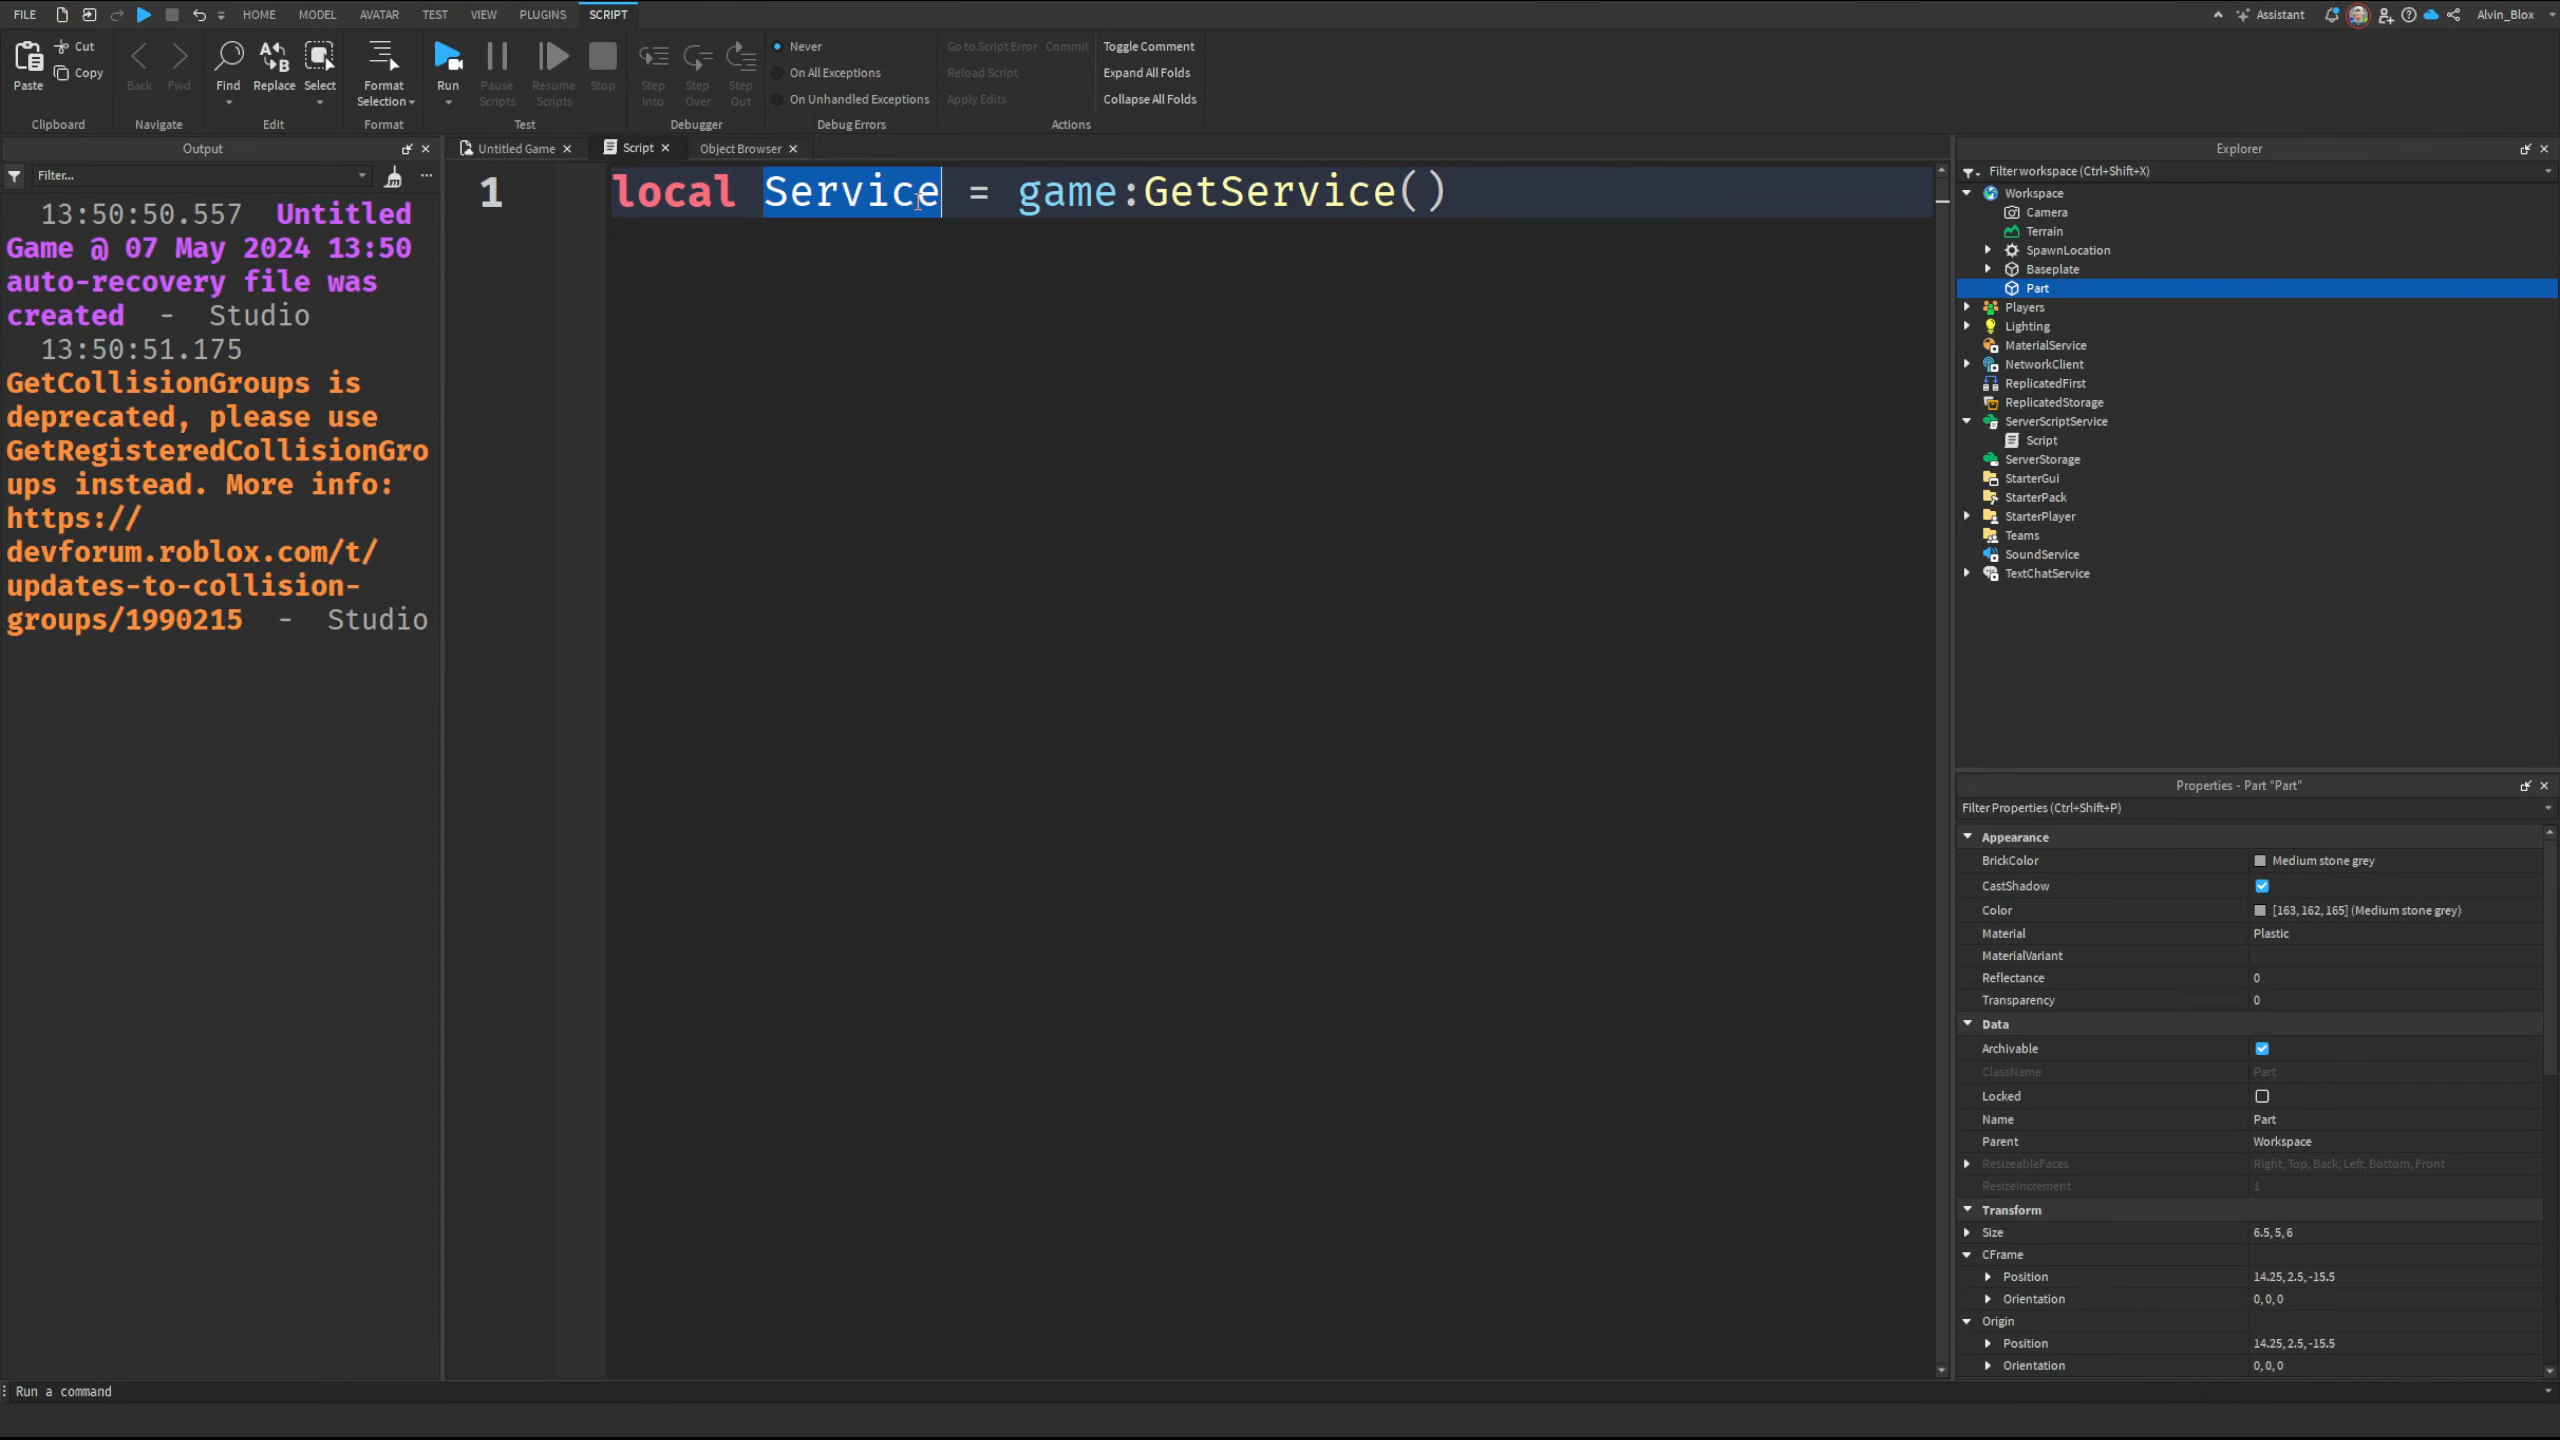 FILE HOME MODEL AVATAR TEST VIEW PLUGINS SCRIPT Assistant Alvin_Blox
Paste Cut Copy Clipboard
Back Fwd Navigate
Find Replace Select Edit
Format Selection Format
Run Pause Scripts Resume Scripts Stop Test
Step Into Step Over Step Out Debugger
Never
On All Exceptions
On Unhandled Exceptions
Debug Errors
Go to Script Error Commit
Reload Script
Apply Edits
Toggle Comment
Expand All Folds
Collapse All Folds
Actions
Output
Filter...
13:50:50.557 Untitled
Game @ 07 May 2024 13:50
auto-recovery file was
created - Studio
13:50:51.175
GetCollisionGroups is
deprecated, please use
GetRegisteredCollisionGro
ups instead. More info:
https://
devforum.roblox.com/t/
updates-to-collision-
groups/1990215 - Studio
Untitled Game Script Object Browser
1 local Service = game:GetService()
Explorer
Filter workspace (Ctrl+Shift+X)
Workspace
Camera
Terrain
SpawnLocation
Baseplate
Part
Players
Lighting
MaterialService
NetworkClient
ReplicatedFirst
ReplicatedStorage
ServerScriptService
Script
ServerStorage
StarterGui
StarterPack
StarterPlayer
Teams
SoundService
TextChatService
Properties - Part "Part"
Filter Properties (Ctrl+Shift+P)
Appearance
BrickColor Medium stone grey
CastShadow
Color [163, 162, 165] (Medium stone grey)
Material Plastic
MaterialVariant
Reflectance 0
Transparency 0
Data
Archivable
ClassName Part
Locked
Name Part
Parent Workspace
ResizeableFaces Right, Top, Back, Left, Bottom, Front
ResizeIncrement 1
Transform
Size 6.5, 5, 6
CFrame
Position 14.25, 2.5, -15.5
Orientation 0, 0, 0
Origin
Position 14.25, 2.5, -15.5
Orientation 0, 0, 0
Run a command